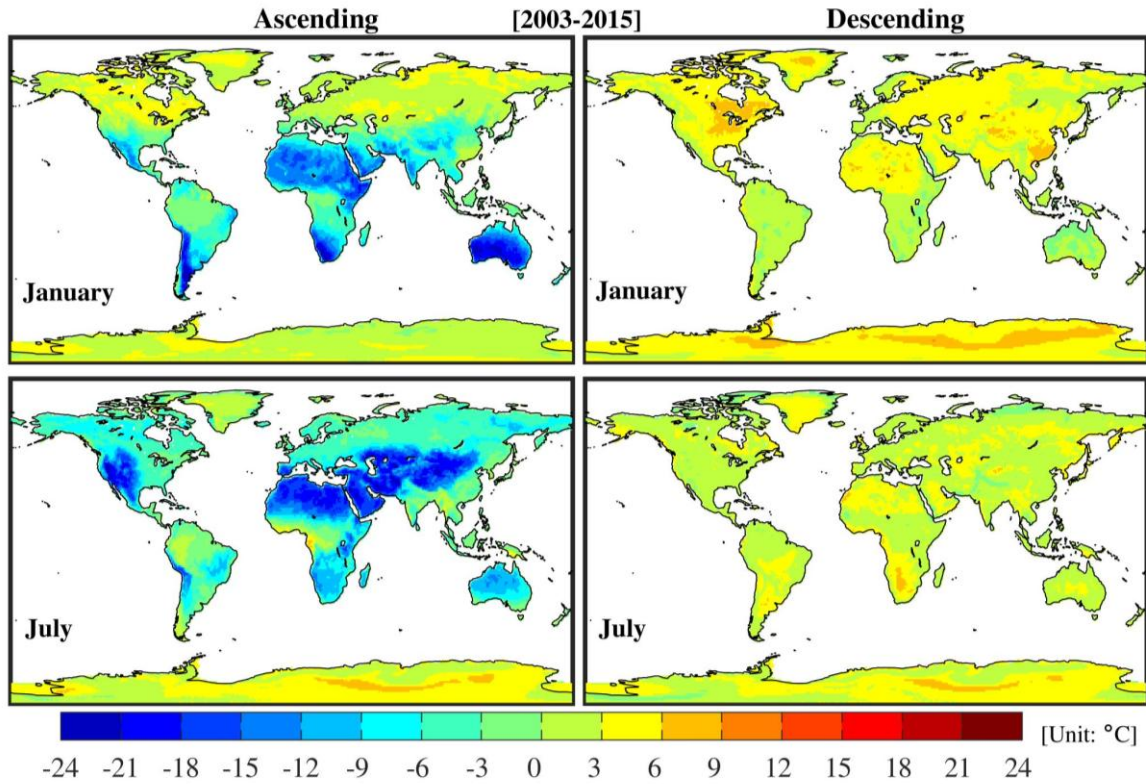 Ascending [2003-2015] Descending
January January
July July
-24 -21 -18 -15 -12 -9 -6 -3 0 3 6 9 12 15 18 21 24 [Unit: °C]